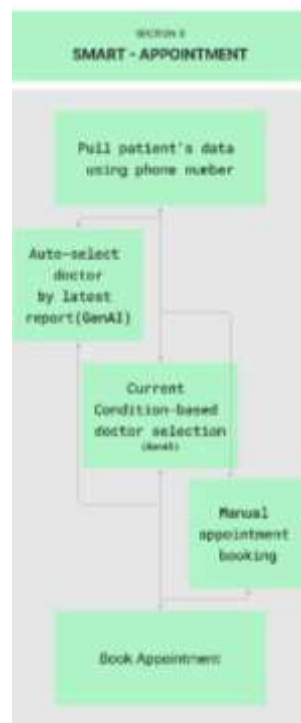 SECTION 3
SMART - APPOINTMENT
Pull patient's data
using phone number
Auto-select
doctor
by latest
report(GenAI)
Current
Condition-based
doctor selection
(GenAI)
Manual
appointment
booking
Book Appointment